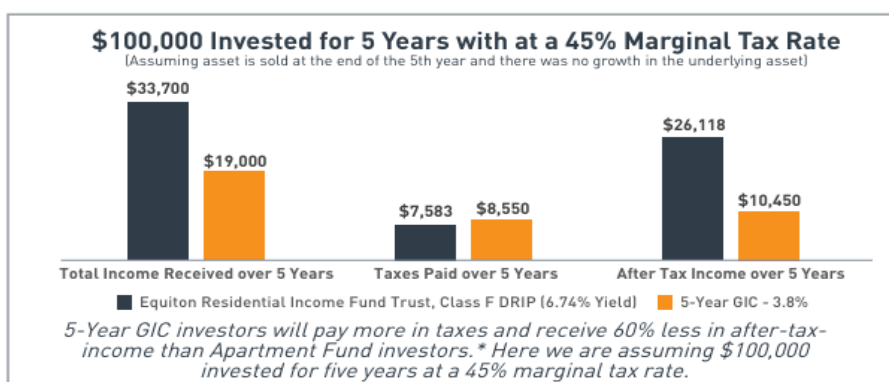 $100,000 Invested for 5 Years with at a 45% Marginal Tax Rate
(Assuming asset is sold at the end of the 5th year and there was no growth in the underlying asset)
$33,700
$19,000
$7,583
$8,550
$26,118
$10,450
Total Income Received over 5 Years
Taxes Paid over 5 Years
After Tax Income over 5 Years
Equiton Residential Income Fund Trust, Class F DRIP (6.74% Yield)
5-Year GIC - 3.8%
5-Year GIC investors will pay more in taxes and receive 60% less in after-tax-
income than Apartment Fund investors.* Here we are assuming $100,000
invested for five years at a 45% marginal tax rate.